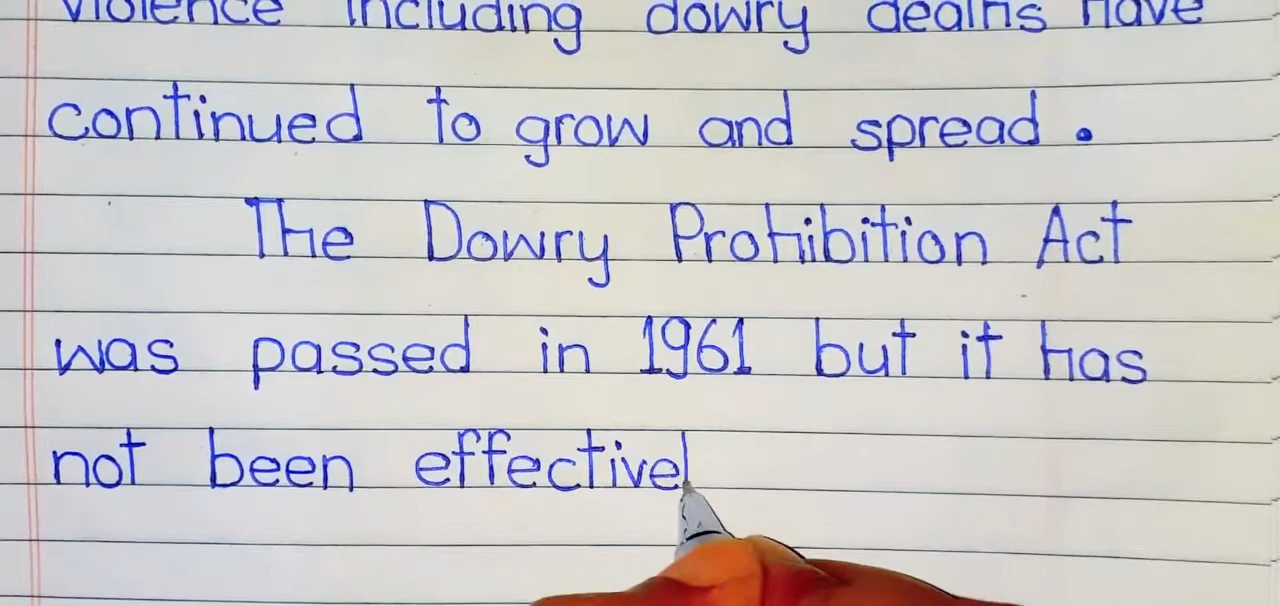 violence including dowry deaths have
continued to grow and spread.
The Dowry Prohibition Act
was passed in 1961 but it has
not been effectivel